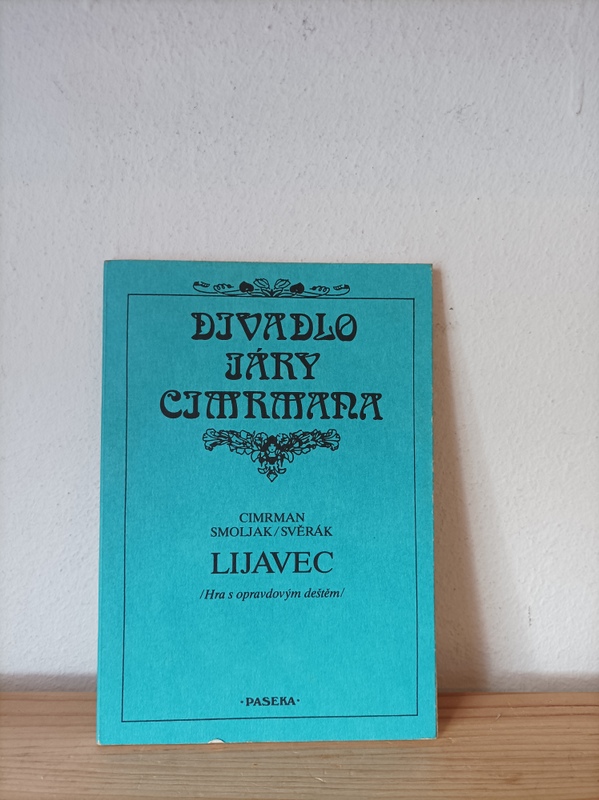 DIVADLO
JÁRY
CIMRMANA
CIMRMAN
SMOLJAK/SVĚRÁK
LIJAVEC
/Hra s opravdovým deštěm/
·PASEKA·